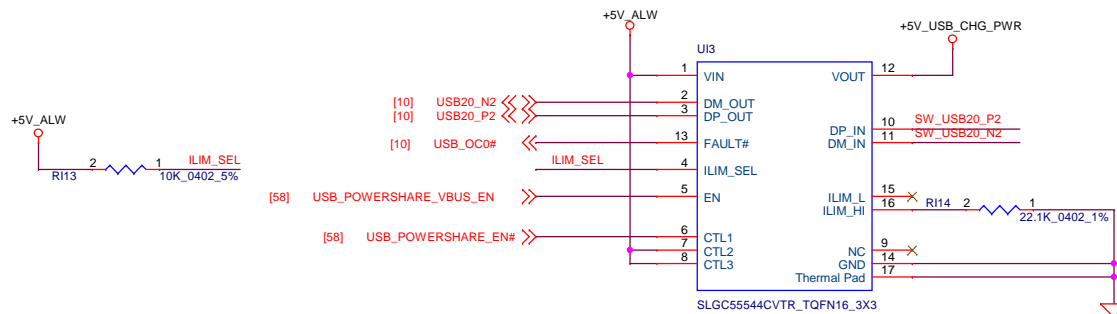 +5V_ALW
+5V_USB_CHG_PWR
UI3
1 VIN VOUT 12
[10] USB20_N2 2 DM_OUT
[10] USB20_P2 3 DP_OUT
DP_IN 10 SW_USB20_P2
DM_IN 11 SW_USB20_N2
[10] USB_OC0# 13 FAULT#
+5V_ALW
RI13 2 1 ILIM_SEL
10K_0402_5%
ILIM_SEL 4 ILIM_SEL
[58] USB_POWERSHARE_VBUS_EN 5 EN
ILIM_L 15
ILIM_HI 16 RI14 2 1
22.1K_0402_1%
[58] USB_POWERSHARE_EN# 6 CTL1
7 CTL2
8 CTL3
NC 9
GND 14
Thermal Pad 17
SLGC55544CVTR_TQFN16_3X3